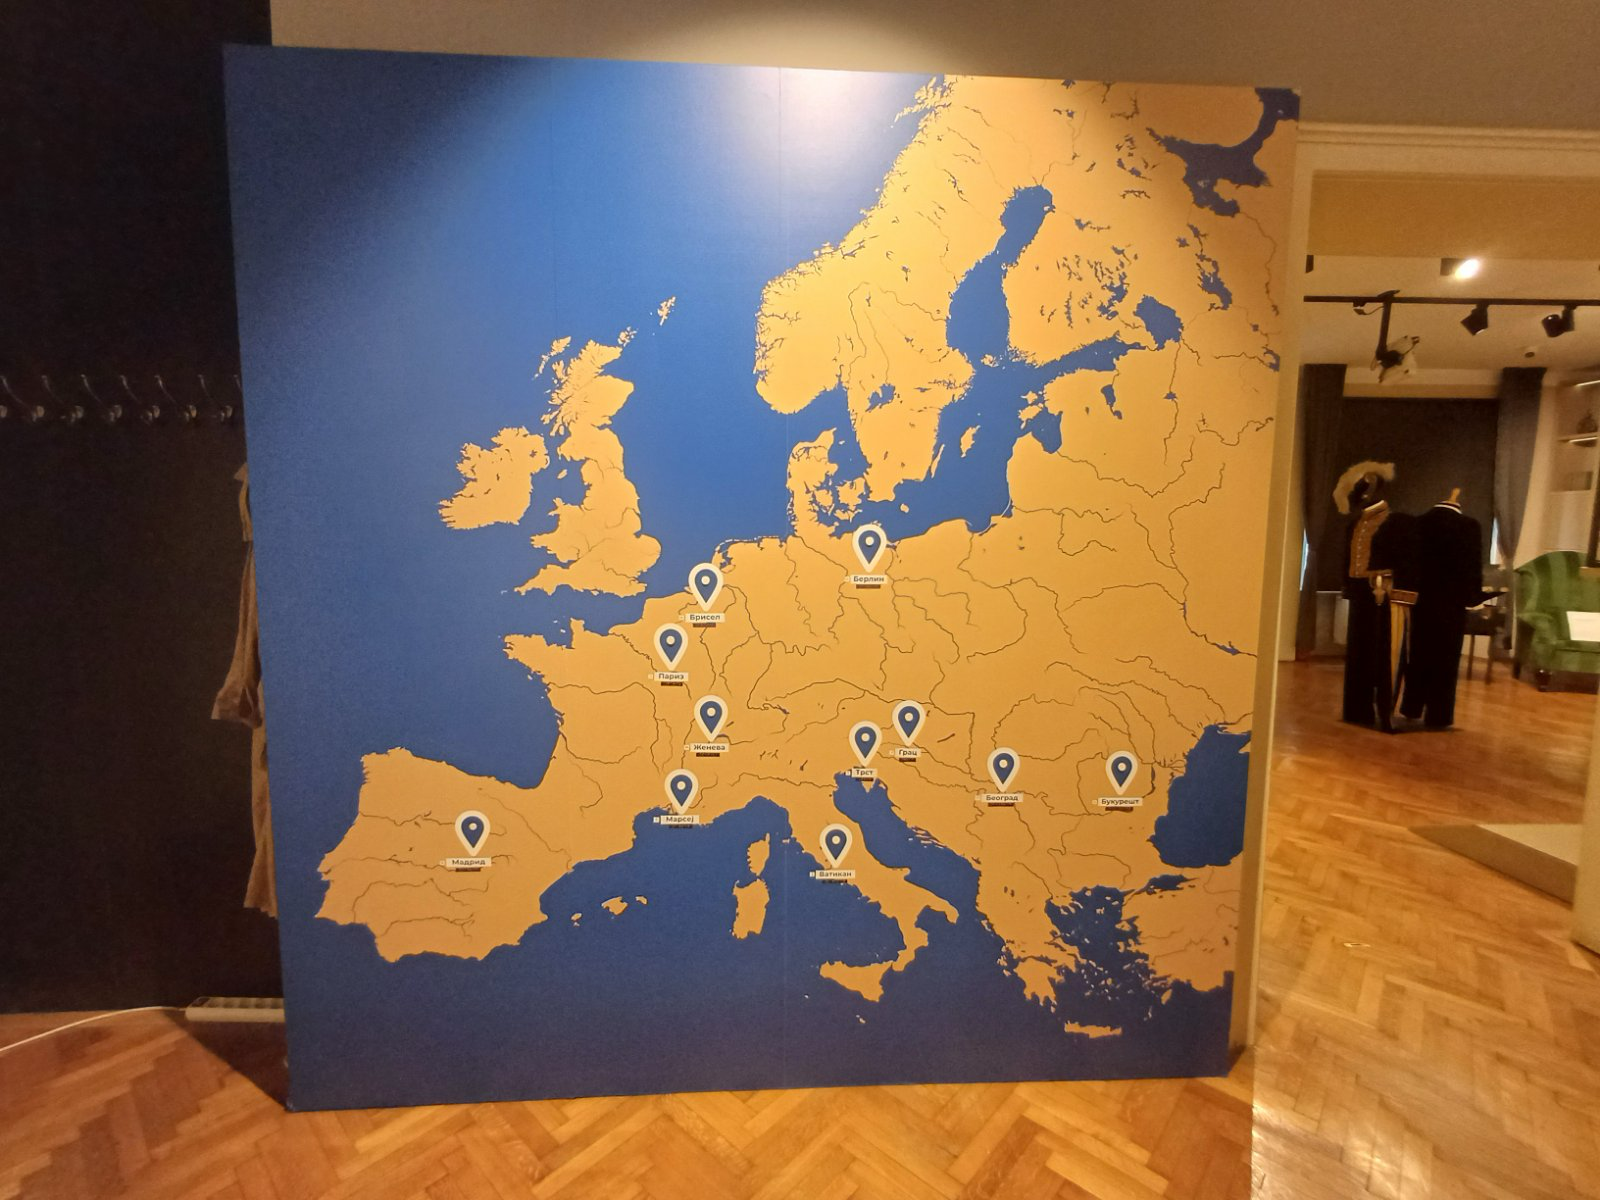 Берлин
Брисел
Париз
Женева
Грац
Трст
Београд
Букурешт
Марсеј
Мадрид
Ватикан